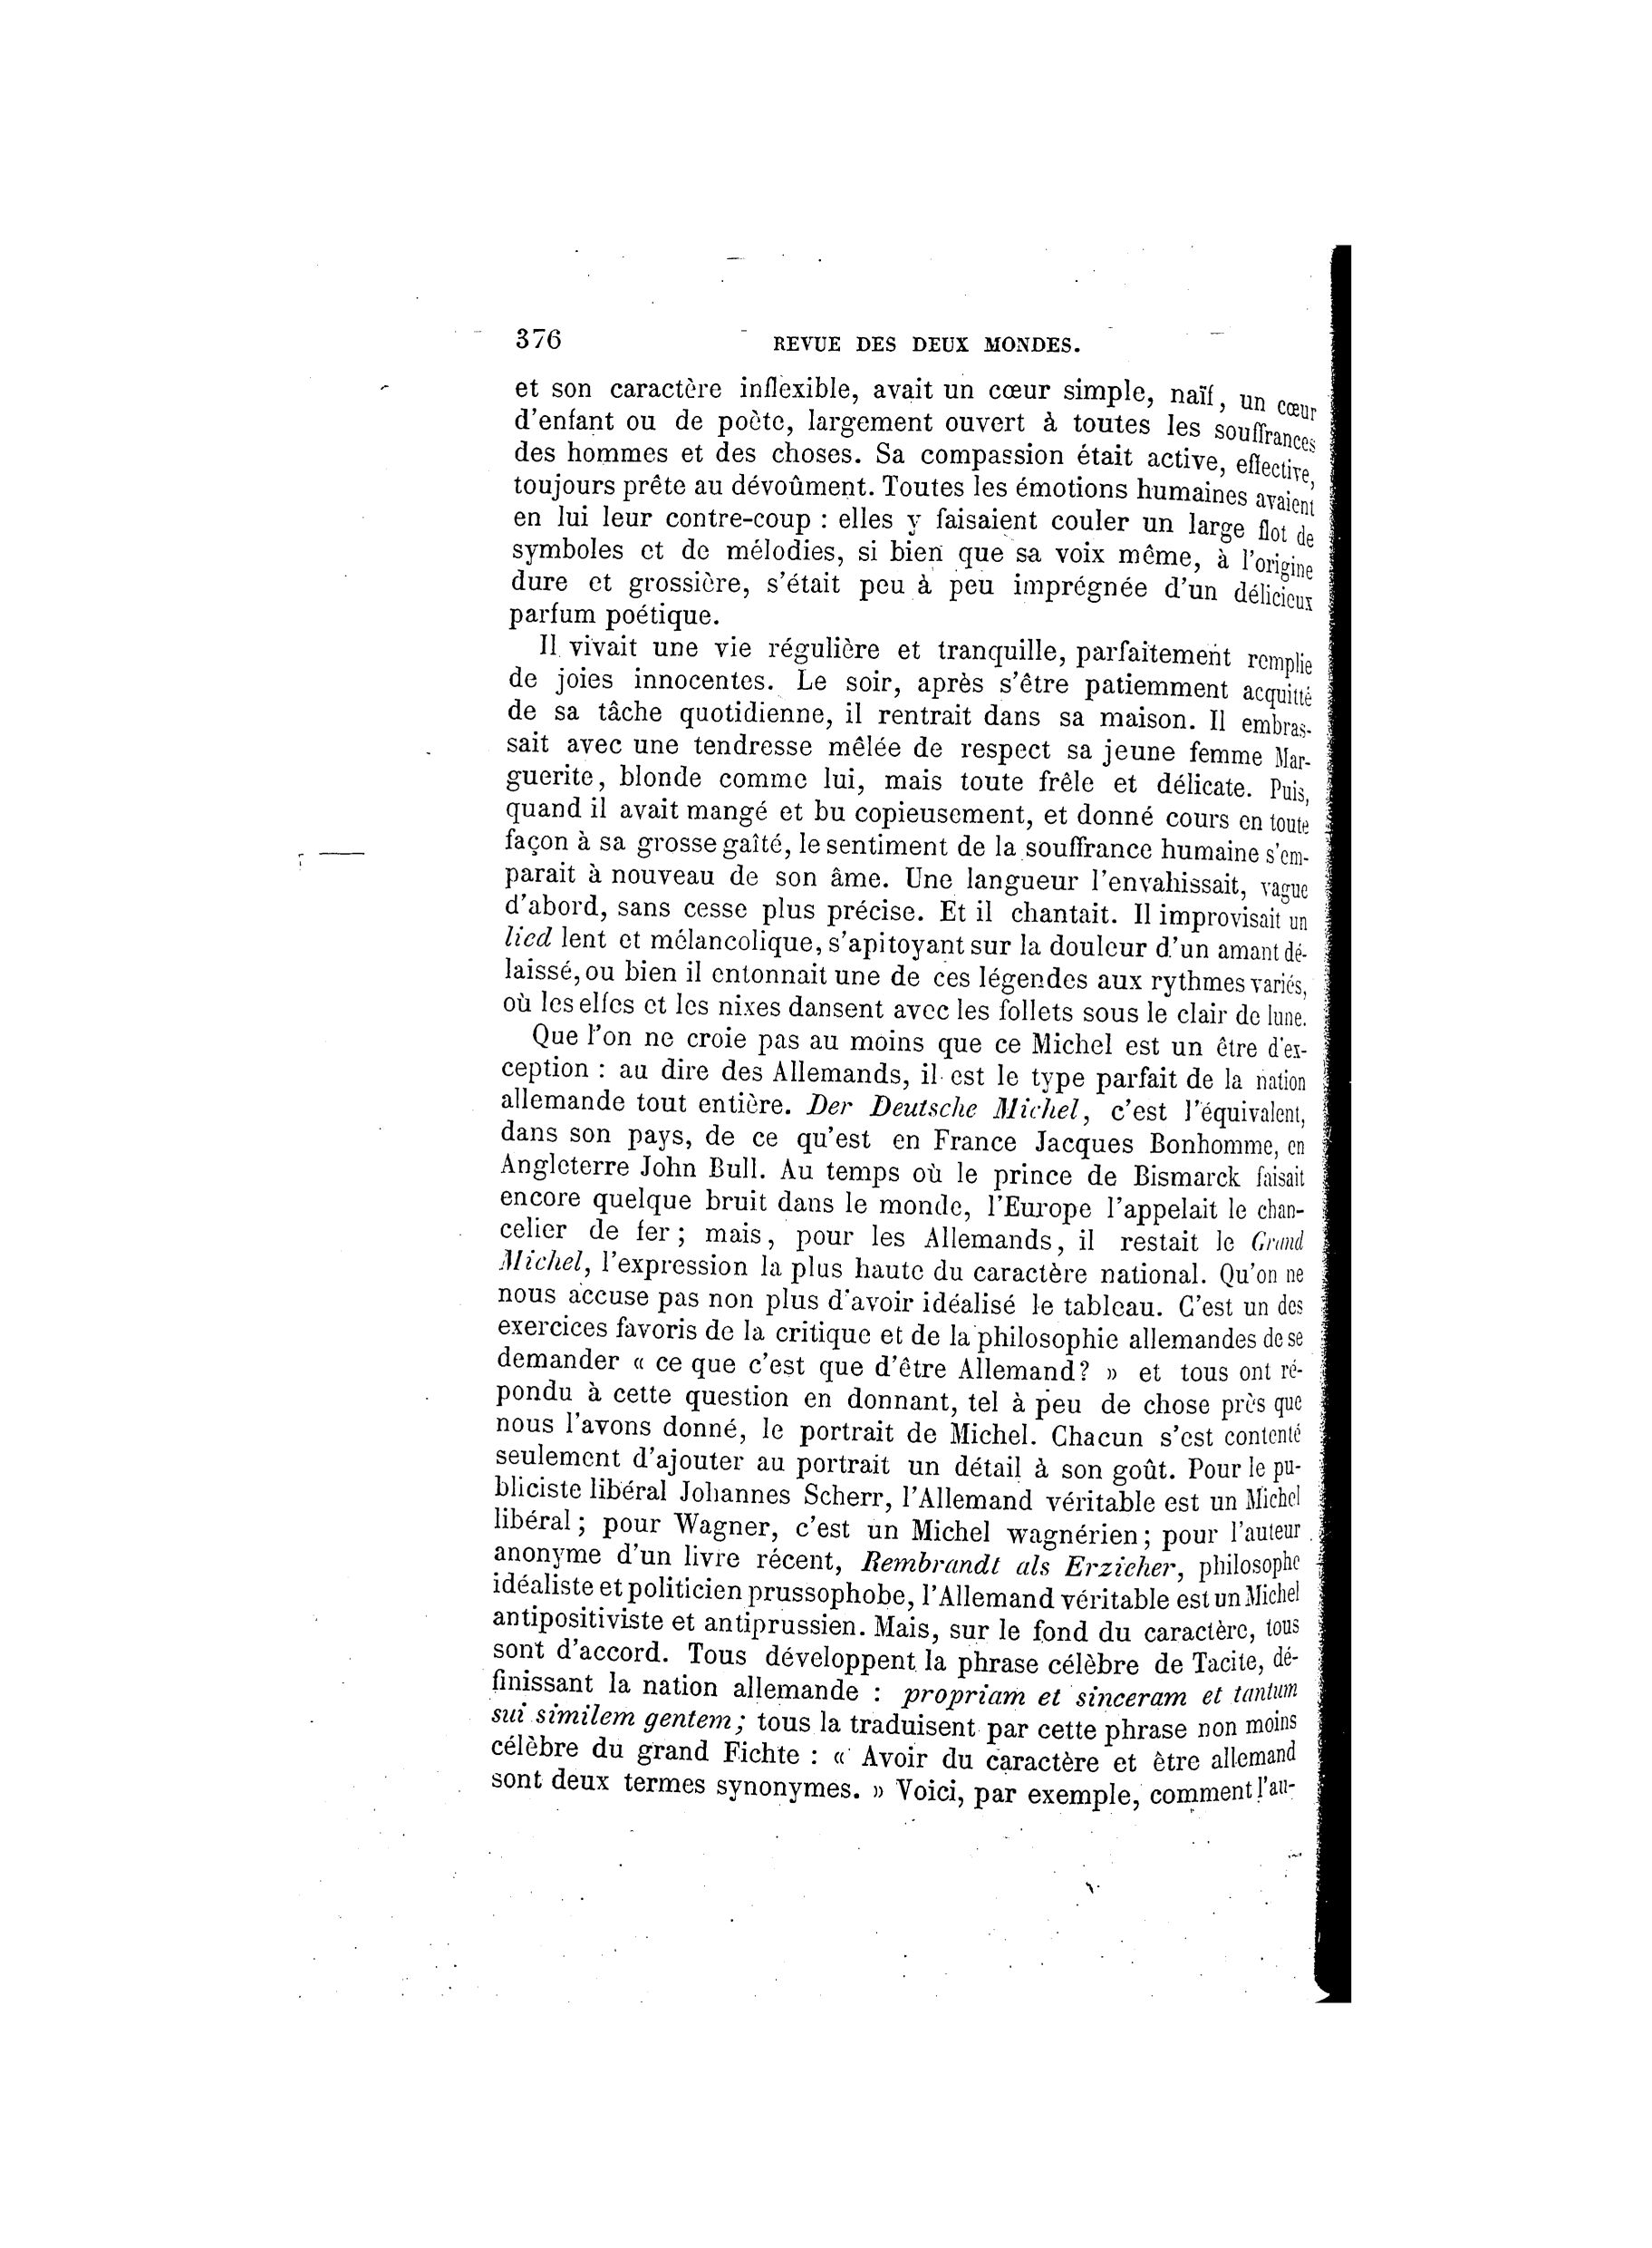 376 REVUE DES DEUX MONDES.
et son caractère inflexible, avait un cœur simple, naïf, un cœur
d'enfant ou de poète, largement ouvert à toutes les souffrances
des hommes et des choses. Sa compassion était active, effective,
toujours prête au dévoûment. Toutes les émotions humaines avaient
en lui leur contre-coup : elles y faisaient couler un large flot de
symboles et de mélodies, si bien que sa voix même, à l'origine
dure et grossière, s'était peu à peu imprégnée d'un délicieux
parfum poétique.
Il vivait une vie régulière et tranquille, parfaitement remplie
de joies innocentes. Le soir, après s'être patiemment acquitté
de sa tâche quotidienne, il rentrait dans sa maison. Il embras-
sait avec une tendresse mêlée de respect sa jeune femme Mar-
guerite, blonde comme lui, mais toute frêle et délicate. Puis,
quand il avait mangé et bu copieusement, et donné cours en toute
façon à sa grosse gaîté, le sentiment de la souffrance humaine s'em-
parait à nouveau de son âme. Une langueur l'envahissait, vague
d'abord, sans cesse plus précise. Et il chantait. Il improvisait un
lied lent et mélancolique, s'apitoyant sur la douleur d'un amant dé-
laissé, ou bien il entonnait une de ces légendes aux rythmes variés,
où les elfes et les nixes dansent avec les follets sous le clair de lune.
Que l'on ne croie pas au moins que ce Michel est un être d'ex-
ception : au dire des Allemands, il est le type parfait de la nation
allemande tout entière. Der Deutsche Michel, c'est l'équivalent,
dans son pays, de ce qu'est en France Jacques Bonhomme, en
Angleterre John Bull. Au temps où le prince de Bismarck faisait
encore quelque bruit dans le monde, l'Europe l'appelait le chan-
celier de fer ; mais, pour les Allemands, il restait le Grand
Michel, l'expression la plus haute du caractère national. Qu'on ne
nous accuse pas non plus d'avoir idéalisé le tableau. C'est un des
exercices favoris de la critique et de la philosophie allemandes de se
demander « ce que c'est que d'être Allemand? » et tous ont ré-
pondu à cette question en donnant, tel à peu de chose près que
nous l'avons donné, le portrait de Michel. Chacun s'est contenté
seulement d'ajouter au portrait un détail à son goût. Pour le pu-
bliciste libéral Johannes Scherr, l'Allemand véritable est un Michel
libéral ; pour Wagner, c'est un Michel wagnérien ; pour l'auteur
anonyme d'un livre récent, Rembrandt als Erzicher, philosophe
idéaliste et politicien prussophobe, l'Allemand véritable est un Michel
antipositiviste et antiprussien. Mais, sur le fond du caractère, tous
sont d'accord. Tous développent la phrase célèbre de Tacite, dé-
finissant la nation allemande : propriam et sinceram et tantum
sui similem gentem ; tous la traduisent par cette phrase non moins
célèbre du grand Fichte : « Avoir du caractère et être allemand
sont deux termes synonymes. » Voici, par exemple, comment l'au-